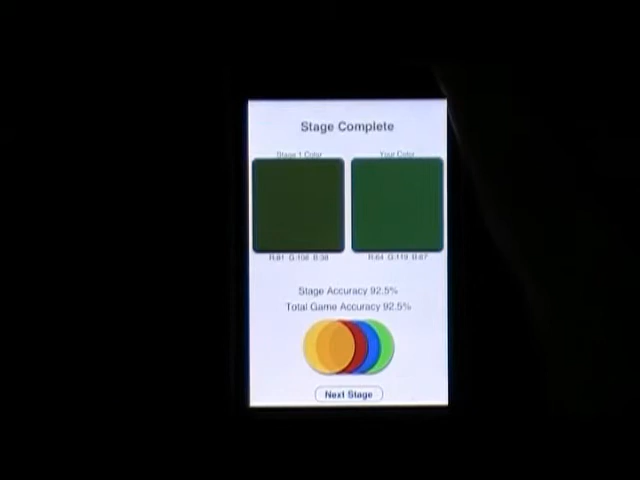 Stage Complete
Stage 1 Color
Your Color
Stage Accuracy 92.5%
Total Game Accuracy 92.5%
Next Stage